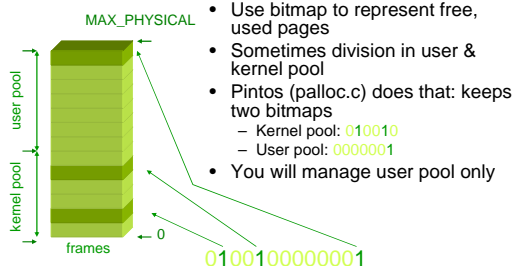 MAX_PHYSICAL
user pool
kernel pool
frames
0
• Use bitmap to represent free,
used pages
• Sometimes division in user &
kernel pool
• Pintos (palloc.c) does that: keeps
two bitmaps
– Kernel pool: 010010
– User pool: 0000001
• You will manage user pool only
0100100000001